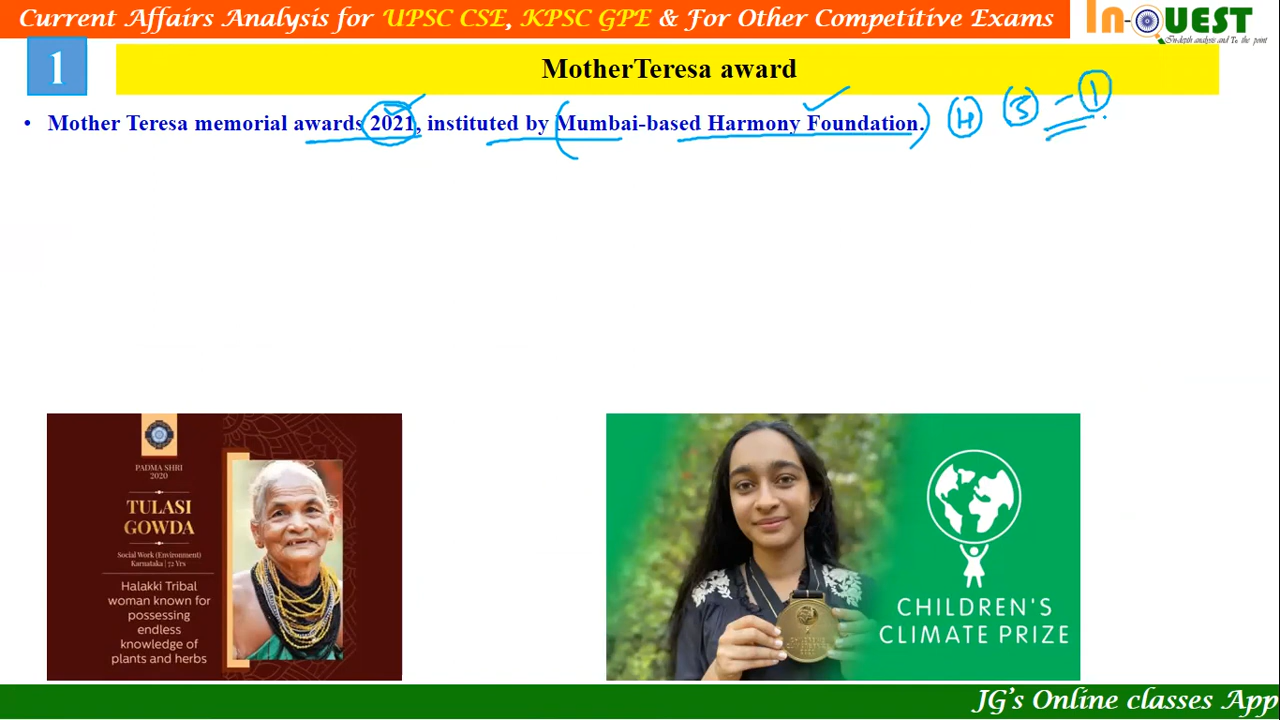 Current Affairs Analysis for UPSC CSE, KPSC GPE & For Other Competitive Exams
In-QUEST
In-depth analysis and To the point
1
MotherTeresa award
• Mother Teresa memorial awards 2021, instituted by Mumbai-based Harmony Foundation.
PADMA SHRI
2020
TULASI
GOWDA
Social Work (Environment)
Karnataka | 72 Yrs
Halakki Tribal
woman known for
possessing
endless
knowledge of
plants and herbs
CHILDREN'S
CLIMATE PRIZE
JG's Online classes App